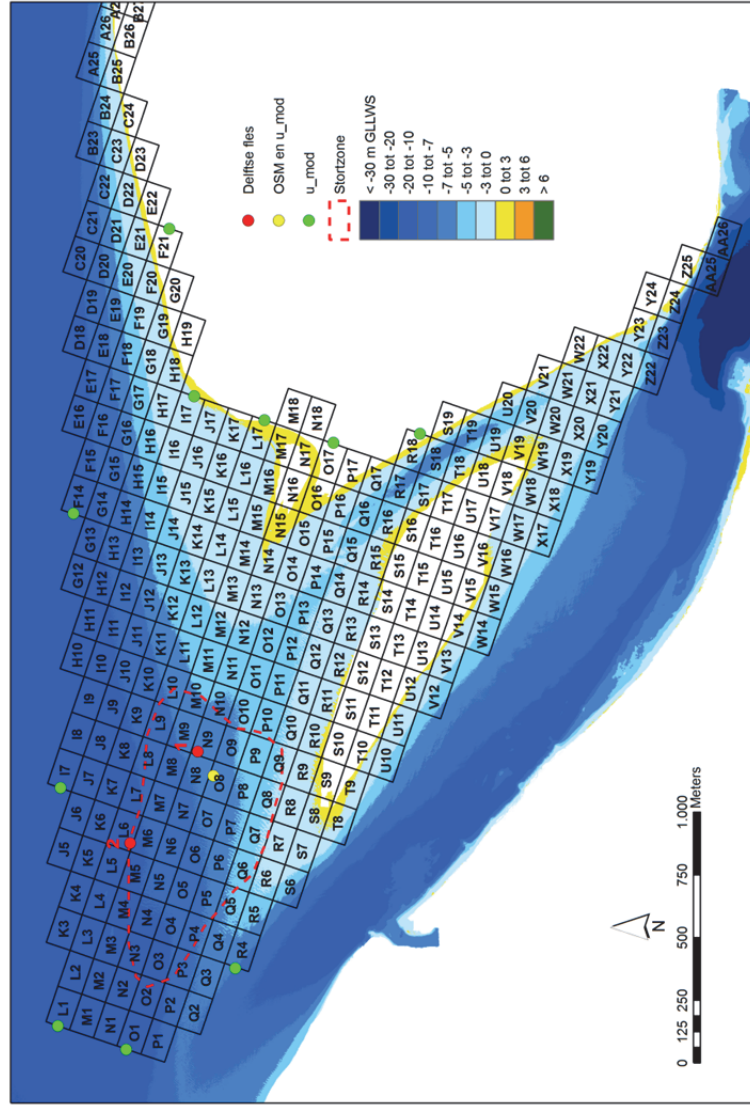 A25 A26
B23 B24 B25 B26
C20 C21 C22 C23 C24
D18 D19 D20 D21 D22 D23
E16 E17 E18 E19 E20 E21 E22
F14 F15 F16 F17 F18 F19 F20 F21
G12 G13 G14 G15 G16 G17 G18 G19 G20
H10 H11 H12 H13 H14 H15 H16 H17 H18 H19
I7 I8 I9 I10 I11 I12 I13 I14 I15 I16 I17
J5 J6 J7 J8 J9 J10 J11 J12 J13 J14 J15 J16 J17
K3 K4 K5 K6 K7 K8 K9 K10 K11 K12 K13 K14 K15 K16 K17
L1 L2 L3 L4 L5 L6 L7 L8 L9 L10 L11 L12 L13 L14 L15 L16 L17
M1 M2 M3 M4 M5 M6 M7 M8 M9 M10 M11 M12 M13 M14 M15 M16 M17 M18
N1 N2 N3 N4 N5 N6 N7 N8 N9 N10 N11 N12 N13 N14 N15 N16 N17 N18
O1 O2 O3 O4 O5 O6 O7 O8 O9 O10 O11 O12 O13 O14 O15 O16 O17
P1 P2 P3 P4 P5 P6 P7 P8 P9 P10 P11 P12 P13 P14 P15 P16 P17
Q2 Q3 Q4 Q5 Q6 Q7 Q8 Q9 Q10 Q11 Q12 Q13 Q14 Q15 Q16 Q17
R4 R5 R6 R7 R8 R9 R10 R11 R12 R13 R14 R15 R16 R17 R18
S6 S7 S8 S9 S10 S11 S12 S13 S14 S15 S16 S17 S18 S19
T8 T9 T10 T11 T12 T13 T14 T15 T16 T17 T18 T19
U10 U11 U12 U13 U14 U15 U16 U17 U18 U19 U20
V12 V13 V14 V15 V16 V17 V18 V19 V20 V21
W14 W15 W16 W17 W18 W19 W20 W21 W22
X17 X18 X19 X20 X21 X22
Y19 Y20 Y21 Y22 Y23 Y24
Z22 Z23 Z24 Z25
AA25 AA26
2
1
Delftse fles
OSM en u_mod
u_mod
Stortzone
< -30 m GLLWS
-30 tot -20
-20 tot -10
-10 tot -7
-7 tot -5
-5 tot -3
-3 tot 0
0 tot 3
3 tot 6
> 6
N
0 125 250 500 750 1.000
Meters